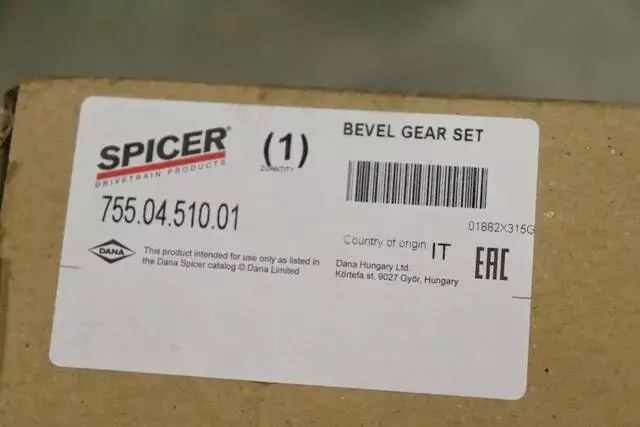 SPICER®
DRIVETRAIN PRODUCTS
(1)
QUANTITY
BEVEL GEAR SET
755.04.510.01
01882X315G
Country of origin IT
DANA
This product intended for use only as listed in
the Dana Spicer catalog © Dana Limited
Dana Hungary Ltd.
Körtefa st, 9027 Győr, Hungary
EAC